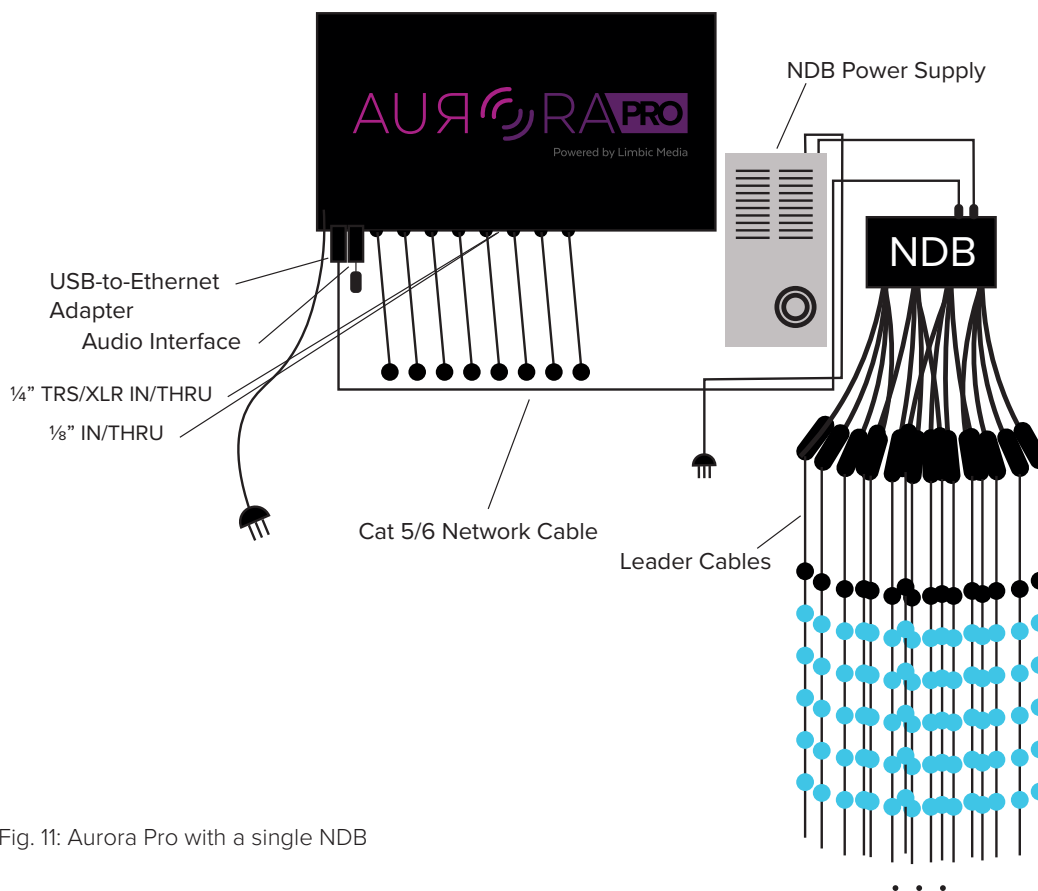 NDB Power Supply
AURORA PRO
Powered by Limbic Media
NDB
USB-to-Ethernet
Adapter
Audio Interface
¼” TRS/XLR IN/THRU
⅛” IN/THRU
Cat 5/6 Network Cable
Leader Cables
Fig. 11: Aurora Pro with a single NDB
. . .